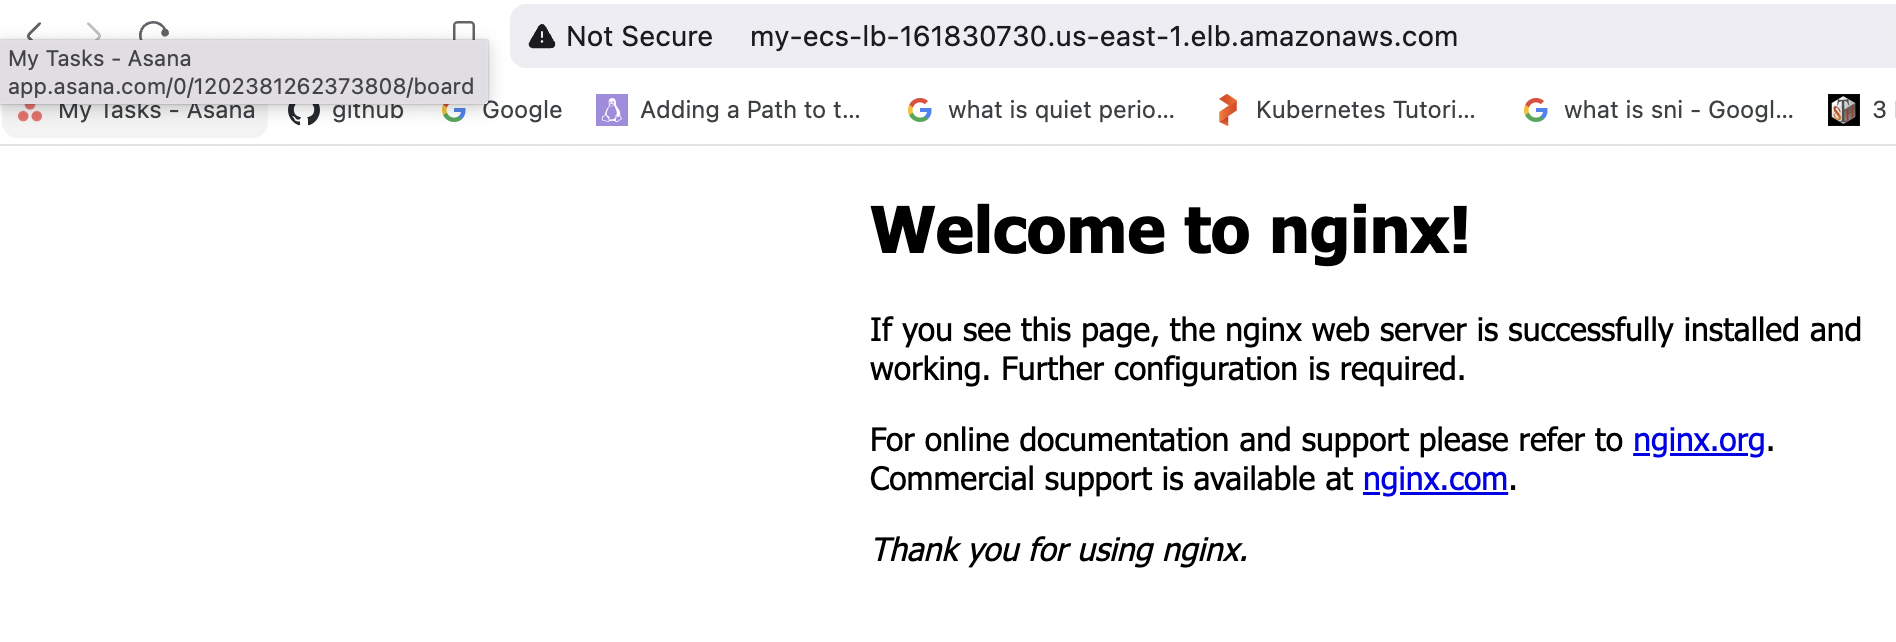 Not Secure my-ecs-lb-161830730.us-east-1.elb.amazonaws.com
My Tasks - Asana
app.asana.com/0/1202381262373808/board
My Tasks - Asana github Google Adding a Path to t... what is quiet perio... Kubernetes Tutori... what is sni - Googl... 3
Welcome to nginx!
If you see this page, the nginx web server is successfully installed and
working. Further configuration is required.
For online documentation and support please refer to nginx.org.
Commercial support is available at nginx.com.
Thank you for using nginx.